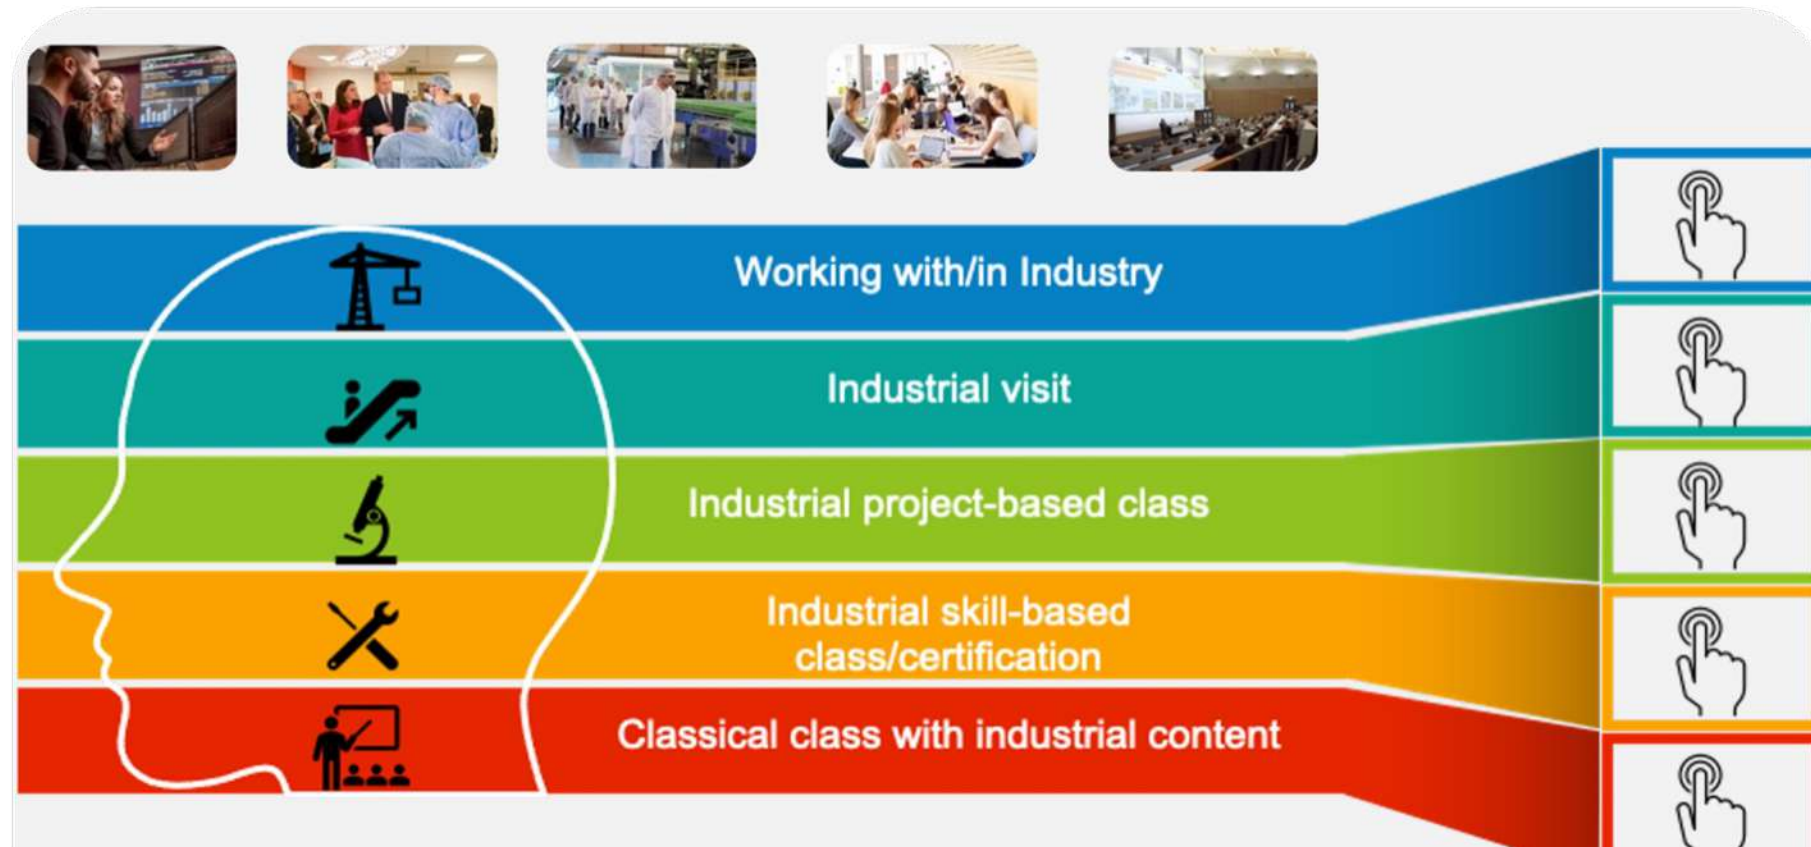 Working with/in Industry
Industrial visit
Industrial project-based class
Industrial skill-based
class/certification
Classical class with industrial content